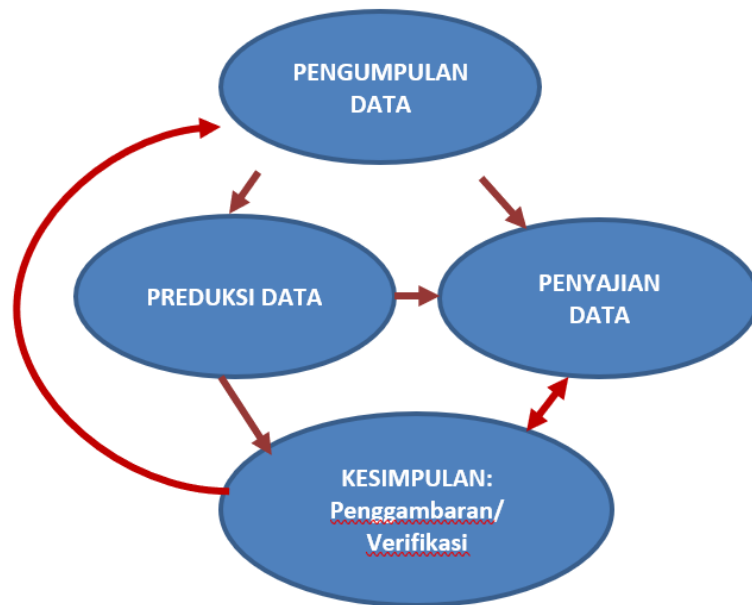 PENGUMPULAN
DATA
PREDUKSI DATA
PENYAJIAN
DATA
KESIMPULAN:
Penggambaran/
Verifikasi